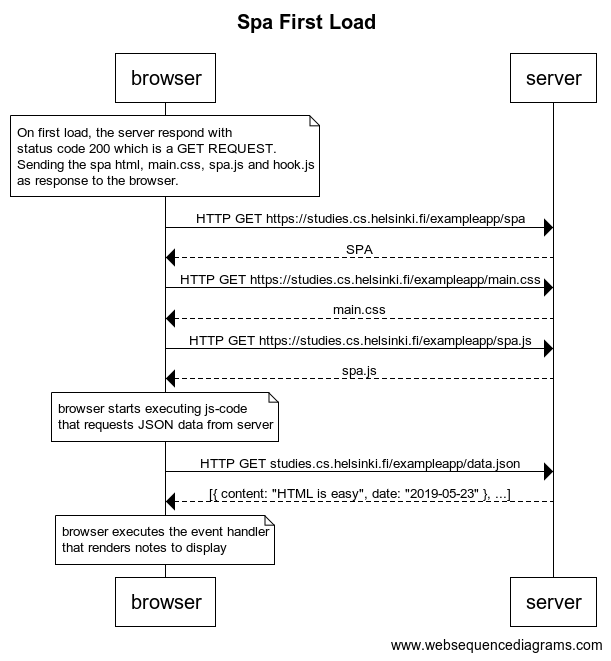 Spa First Load
browser
server
On first load, the server respond with
status code 200 which is a GET REQUEST.
Sending the spa html, main.css, spa.js and hook.js
as response to the browser.
HTTP GET https://studies.cs.helsinki.fi/exampleapp/spa
SPA
HTTP GET https://studies.cs.helsinki.fi/exampleapp/main.css
main.css
HTTP GET https://studies.cs.helsinki.fi/exampleapp/spa.js
spa.js
browser starts executing js-code
that requests JSON data from server
HTTP GET studies.cs.helsinki.fi/exampleapp/data.json
[{ content: "HTML is easy", date: "2019-05-23" }, ...]
browser executes the event handler
that renders notes to display
browser
server
www.websequencediagrams.com